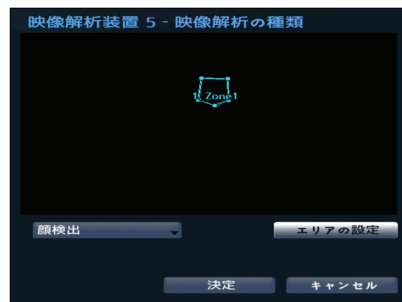 映像解析装置 5 - 映像解析の種類
1 Zone1
顔検出
エリアの設定
決定
キャンセル